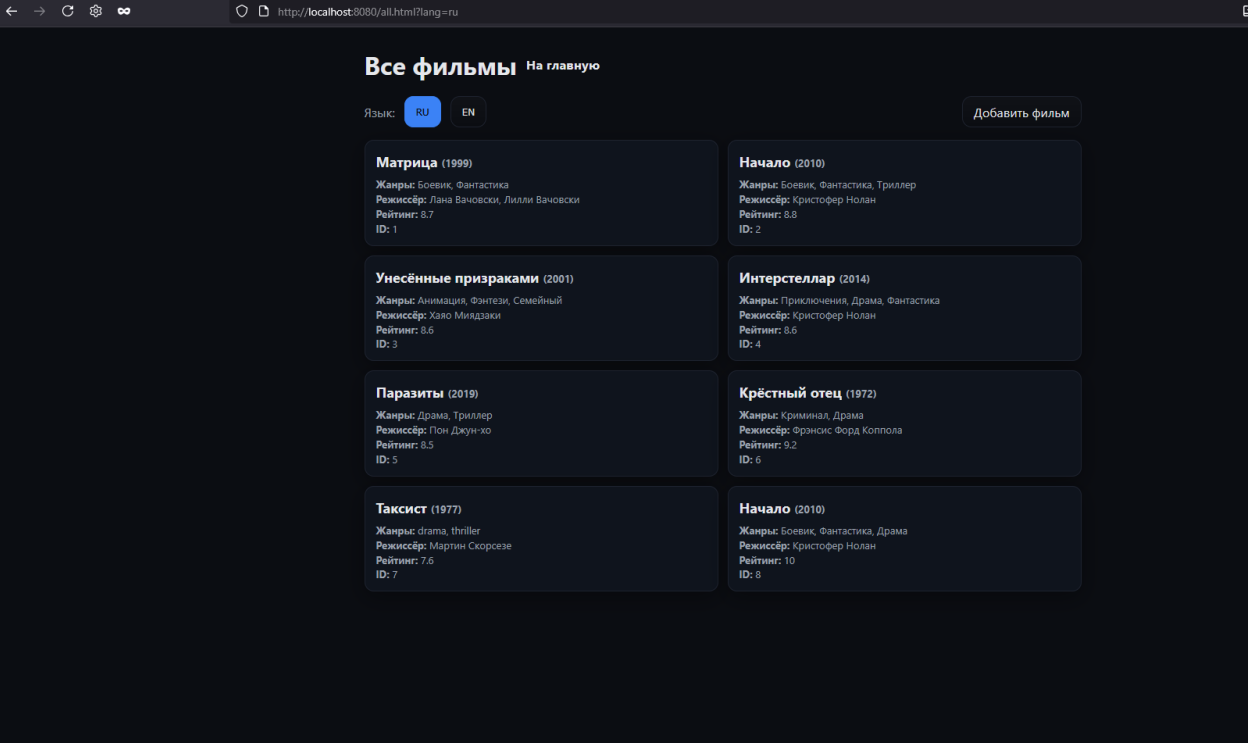 http://localhost:8080/all.html?lang=ru
Все фильмы На главную
Язык: RU EN Добавить фильм
Матрица (1999)
Жанры: Боевик, Фантастика
Режиссёр: Лана Вачовски, Лилли Вачовски
Рейтинг: 8.7
ID: 1
Начало (2010)
Жанры: Боевик, Фантастика, Триллер
Режиссёр: Кристофер Нолан
Рейтинг: 8.8
ID: 2
Унесённые призраками (2001)
Жанры: Анимация, Фэнтези, Семейный
Режиссёр: Хаяо Миядзаки
Рейтинг: 8.6
ID: 3
Интерстеллар (2014)
Жанры: Приключения, Драма, Фантастика
Режиссёр: Кристофер Нолан
Рейтинг: 8.6
ID: 4
Паразиты (2019)
Жанры: Драма, Триллер
Режиссёр: Пон Джун-хо
Рейтинг: 8.5
ID: 5
Крёстный отец (1972)
Жанры: Криминал, Драма
Режиссёр: Фрэнсис Форд Коппола
Рейтинг: 9.2
ID: 6
Таксист (1977)
Жанры: drama, thriller
Режиссёр: Мартин Скорсезе
Рейтинг: 7.6
ID: 7
Начало (2010)
Жанры: Боевик, Фантастика, Драма
Режиссёр: Кристофер Нолан
Рейтинг: 10
ID: 8